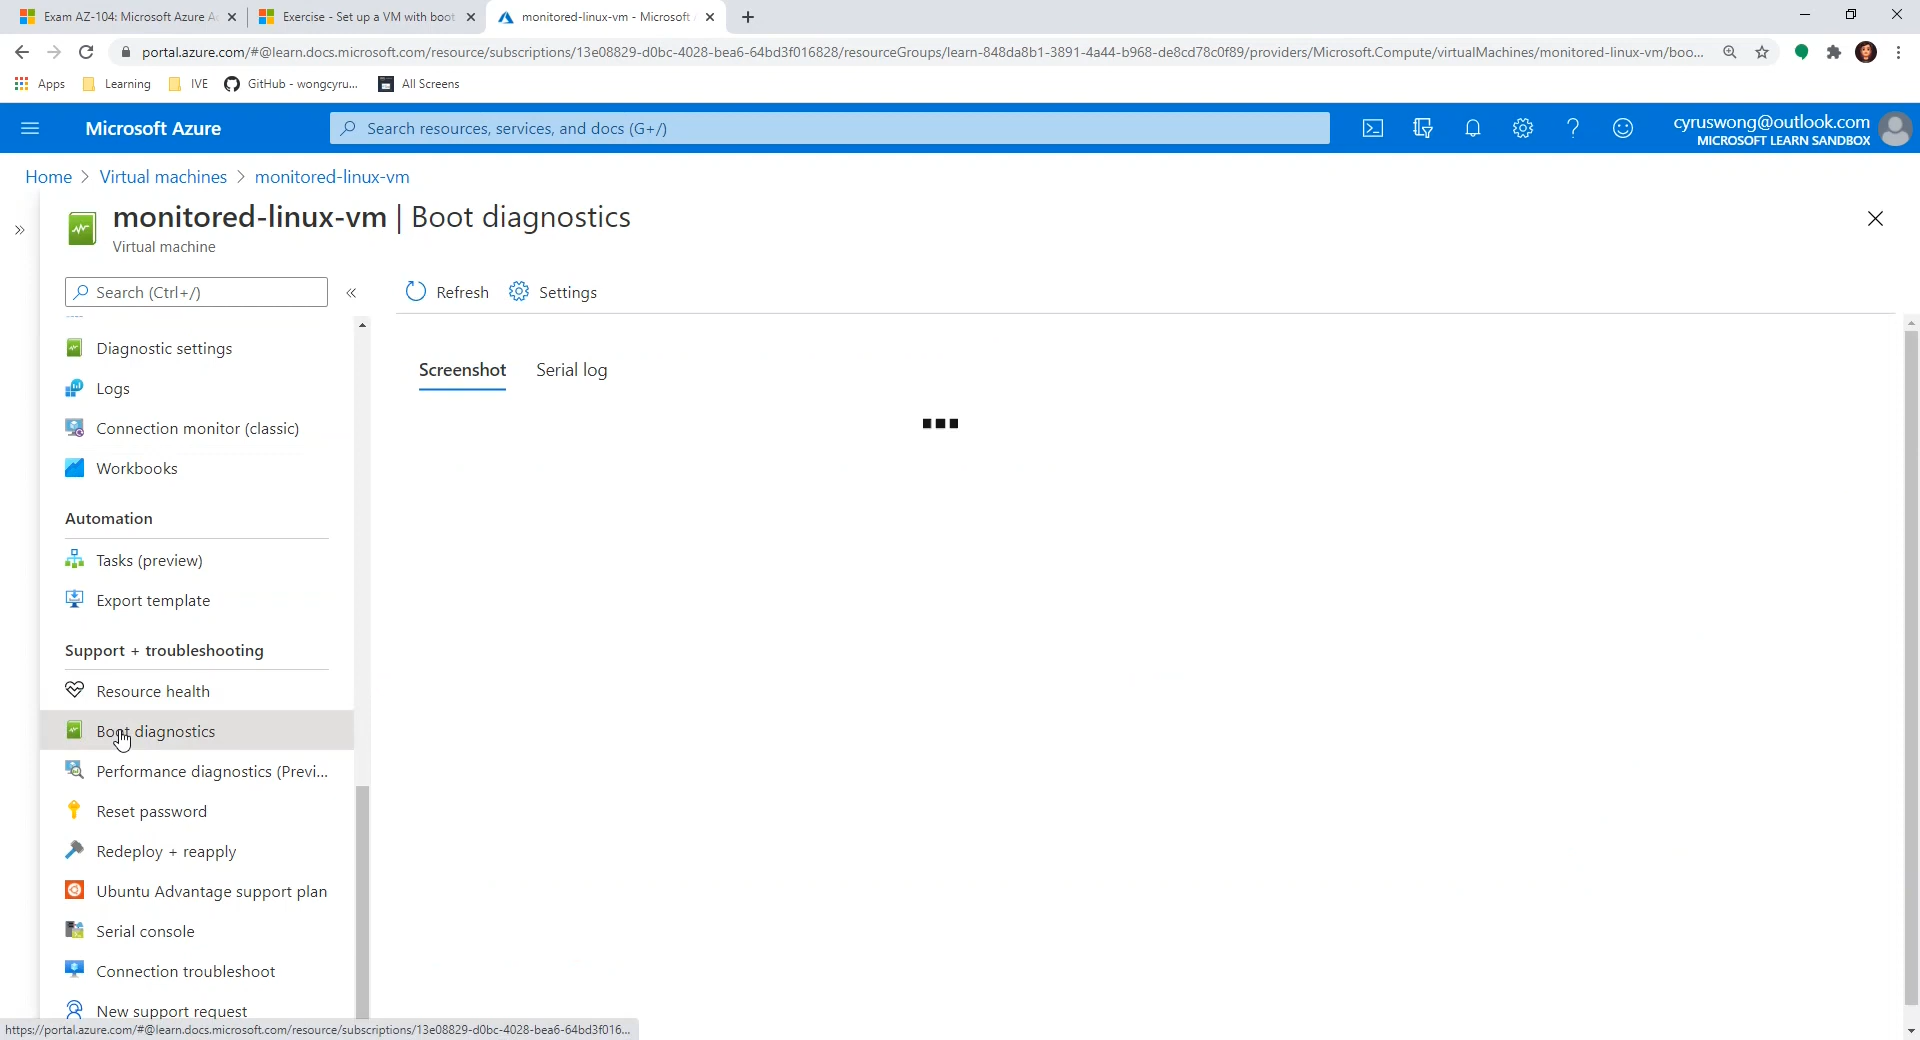 Exam AZ-104: Microsoft Azure A
Exercise - Set up a VM with boot
monitored-linux-vm - Microsoft A
portal.azure.com/#@learn.docs.microsoft.com/resource/subscriptions/13e08829-d0bc-4028-bea6-64bd3f016828/resourceGroups/learn-848da8b1-3891-4a44-b968-de8cd78c0f89/providers/Microsoft.Compute/virtualMachines/monitored-linux-vm/boo...
Apps
Learning
IVE
GitHub - wongcyru...
All Screens
Microsoft Azure
Search resources, services, and docs (G+/)
cyruswong@outlook.com
MICROSOFT LEARN SANDBOX
Home > Virtual machines > monitored-linux-vm
monitored-linux-vm | Boot diagnostics
Virtual machine
Search (Ctrl+/)
Refresh
Settings
Screenshot
Serial log
Diagnostic settings
Logs
Connection monitor (classic)
Workbooks
Automation
Tasks (preview)
Export template
Support + troubleshooting
Resource health
Boot diagnostics
Performance diagnostics (Previ...
Reset password
Redeploy + reapply
Ubuntu Advantage support plan
Serial console
Connection troubleshoot
New support request
https://portal.azure.com/#@learn.docs.microsoft.com/resource/subscriptions/13e08829-d0bc-4028-bea6-64bd3f016...